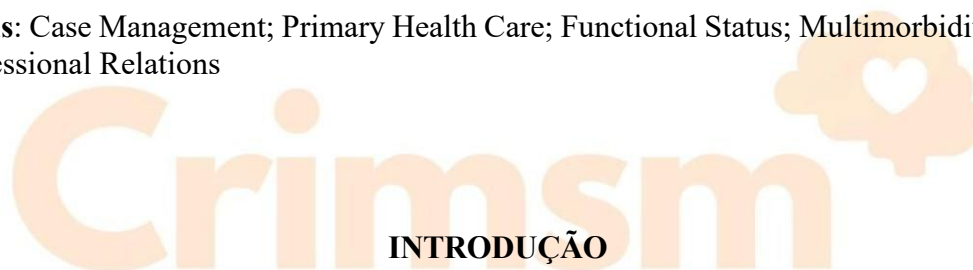 s: Case Management; Primary Health Care; Functional Status; Multimorbidi
essional Relations
Crimsm
INTRODUÇÃO